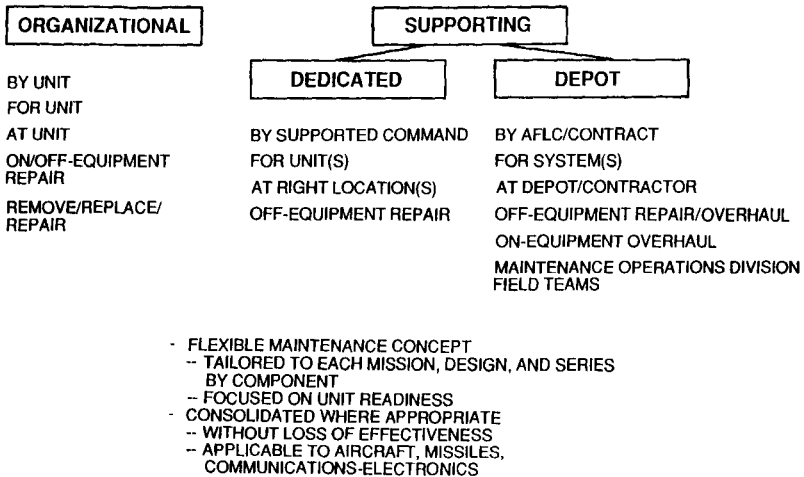 ORGANIZATIONAL
BY UNIT
FOR UNIT
AT UNIT
ON/OFF-EQUIPMENT
REPAIR
REMOVE/REPLACE/
REPAIR
SUPPORTING
DEDICATED
BY SUPPORTED COMMAND
FOR UNIT(S)
AT RIGHT LOCATION(S)
OFF-EQUIPMENT REPAIR
DEPOT
BY AFLC/CONTRACT
FOR SYSTEM(S)
AT DEPOT/CONTRACTOR
OFF-EQUIPMENT REPAIR/OVERHAUL
ON-EQUIPMENT OVERHAUL
MAINTENANCE OPERATIONS DIVISION
FIELD TEAMS
- FLEXIBLE MAINTENANCE CONCEPT
-- TAILORED TO EACH MISSION, DESIGN, AND SERIES
BY COMPONENT
-- FOCUSED ON UNIT READINESS
- CONSOLIDATED WHERE APPROPRIATE
-- WITHOUT LOSS OF EFFECTIVENESS
-- APPLICABLE TO AIRCRAFT, MISSILES,
COMMUNICATIONS-ELECTRONICS